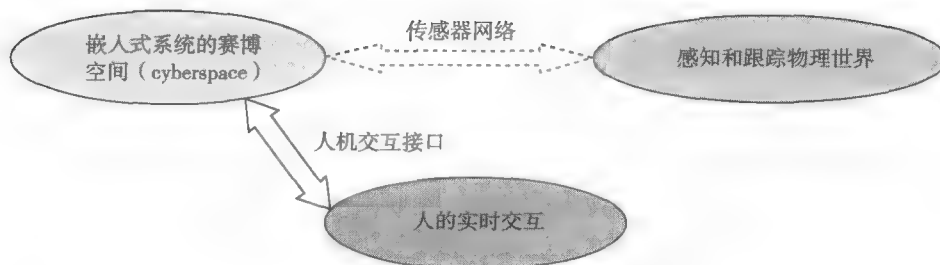 传感器网络
嵌人式系统的赛博
空间（cyberspace）
感知和跟踪物理世界
人机交互接口
人的实时交互